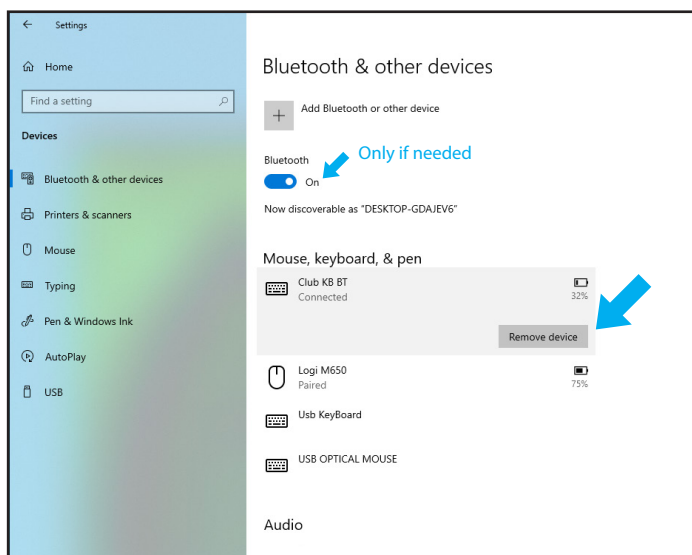 Settings
Home
Find a setting
Devices
Bluetooth & other devices
Printers & scanners
Mouse
Typing
Pen & Windows Ink
AutoPlay
USB
Bluetooth & other devices
Add Bluetooth or other device
Bluetooth
Only if needed
On
Now discoverable as "DESKTOP-GDAJEV6"
Mouse, keyboard, & pen
Club KB BT
Connected
32%
Remove device
Logi M650
Paired
75%
Usb KeyBoard
USB OPTICAL MOUSE
Audio